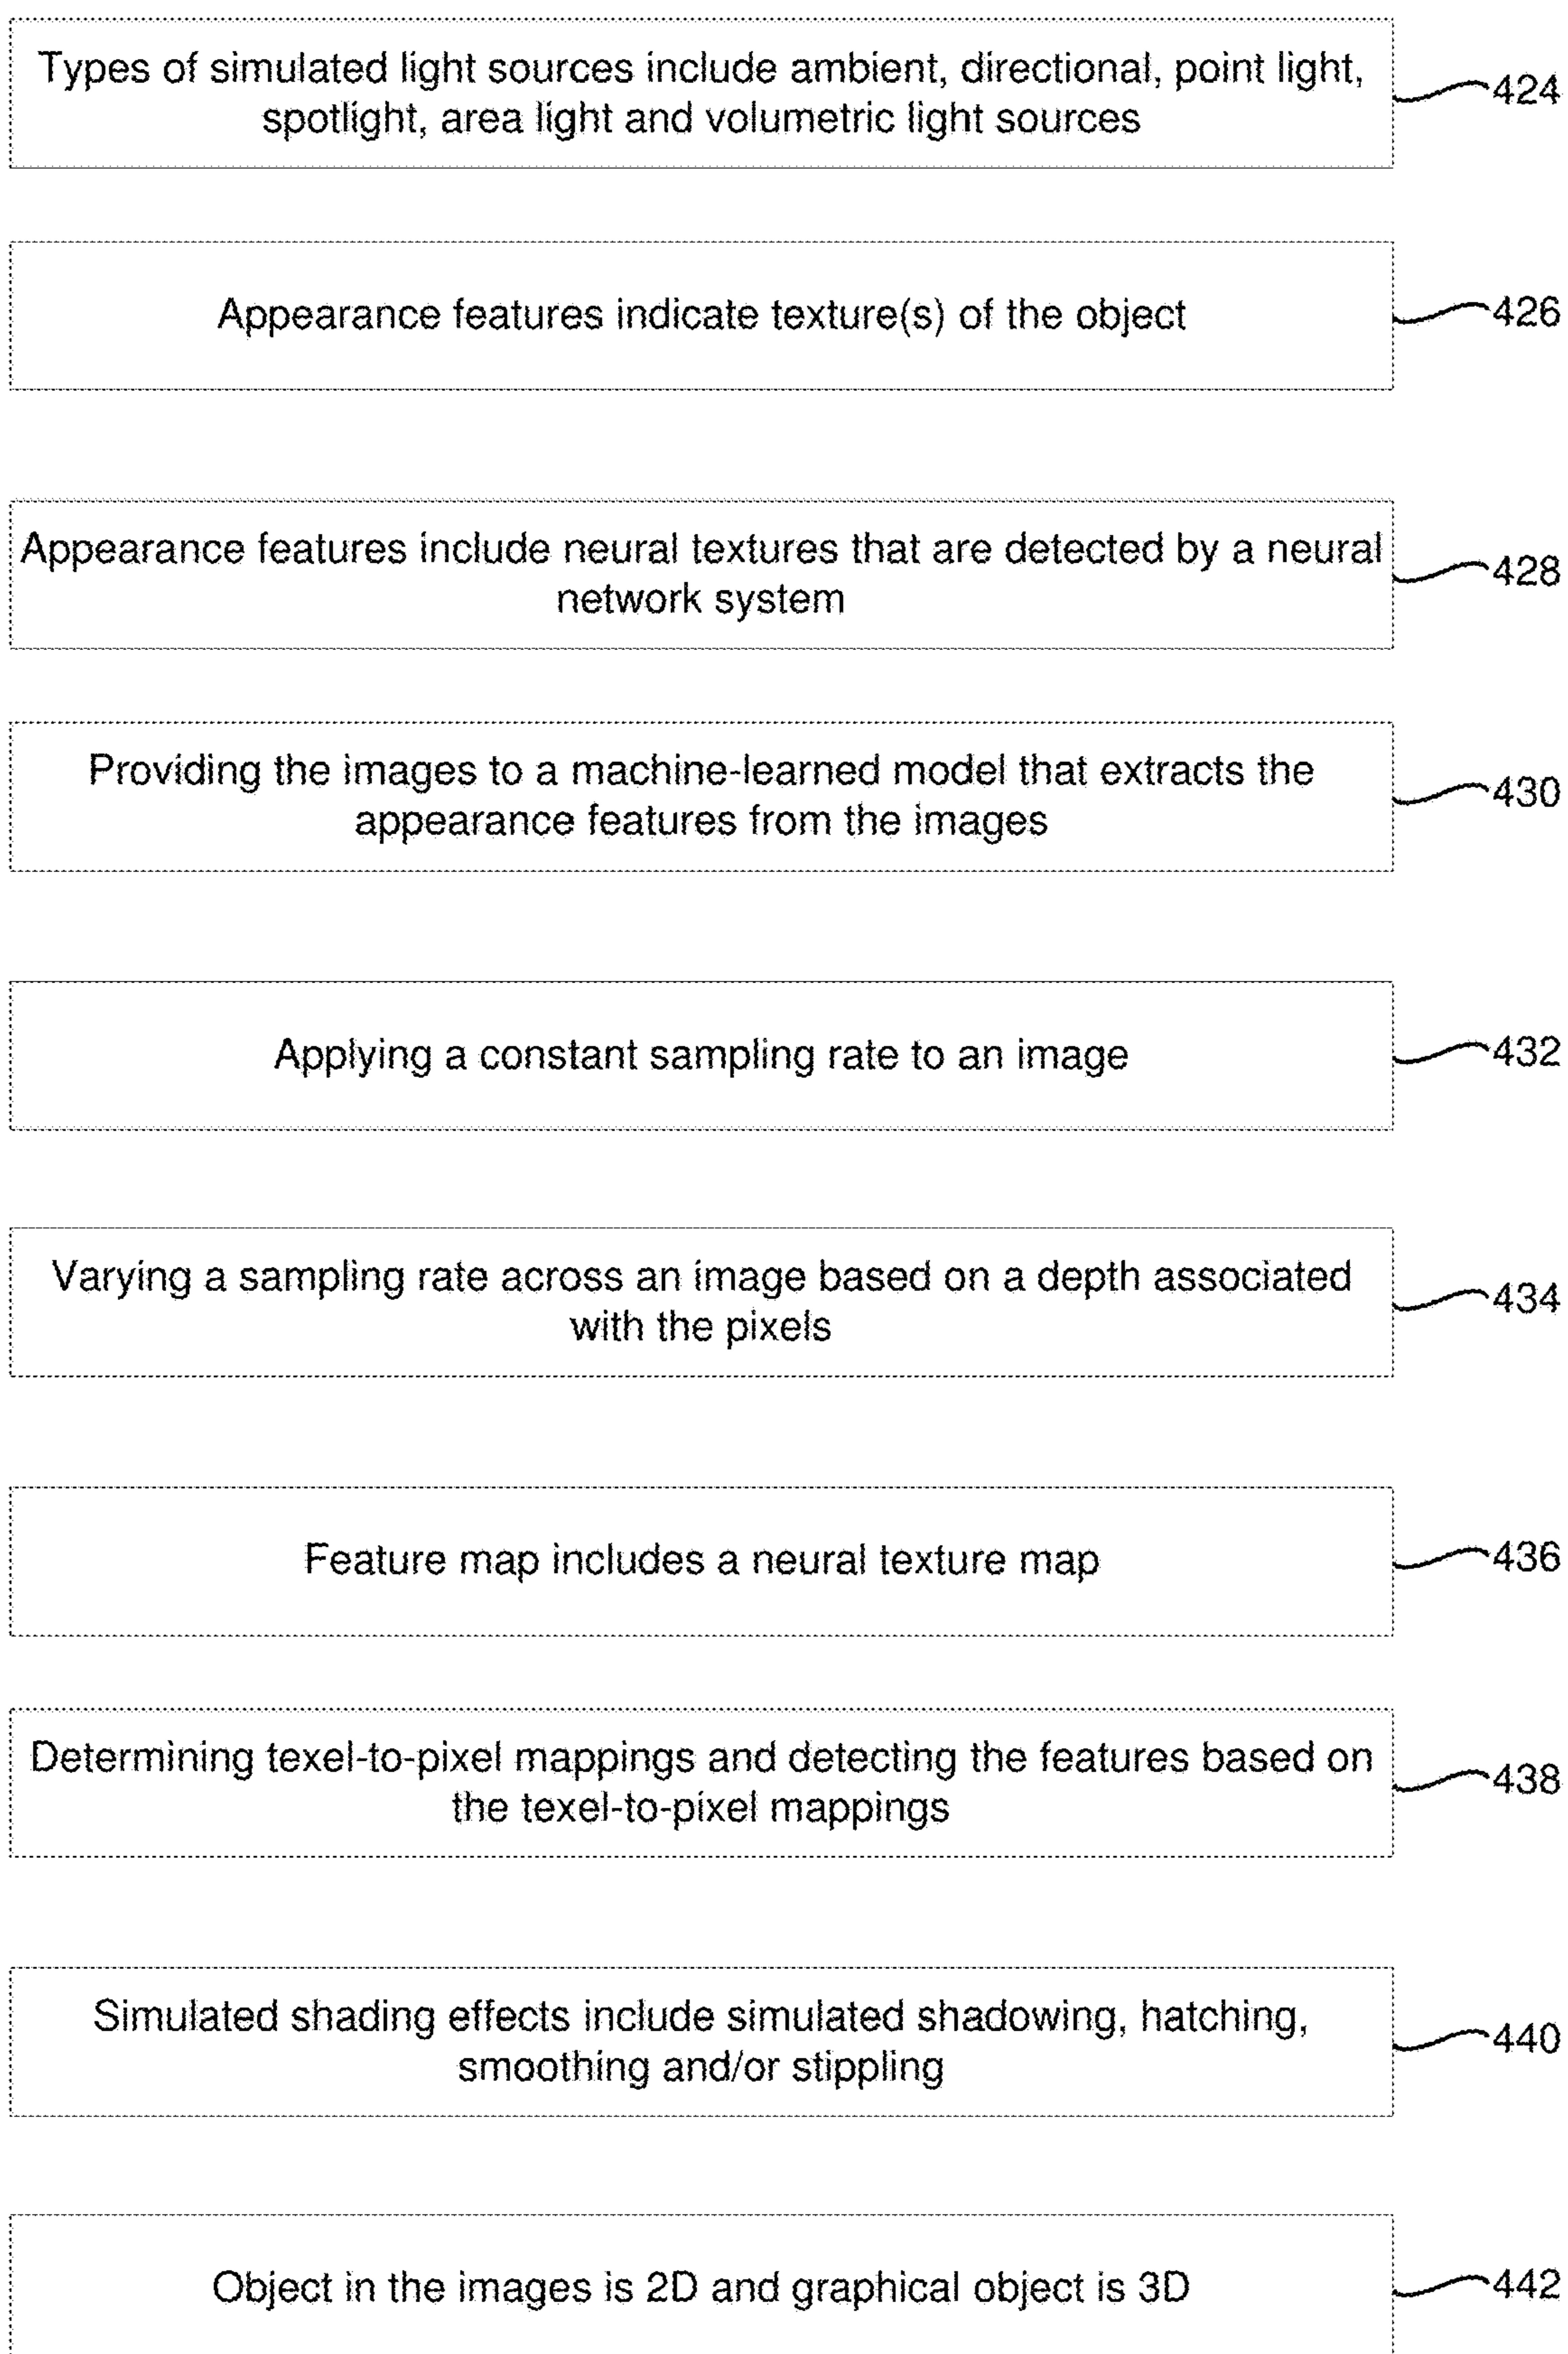 Types of simulated light sources include ambient, directional, point light,
spotlight, area light and volumetric light sources
424
Appearance features indicate texture(s) of the object
426
Appearance features include neural textures that are detected by a neural
network system
428
Providing the images to a machine-learned model that extracts the
appearance features from the images
430
Applying a constant sampling rate to an image
432
Varying a sampling rate across an image based on a depth associated
with the pixels
434
Feature map includes a neural texture map
436
Determining texel-to-pixel mappings and detecting the features based on
the texel-to-pixel mappings
438
Simulated shading effects include simulated shadowing, hatching,
smoothing and/or stippling
440
Object in the images is 2D and graphical object is 3D
442